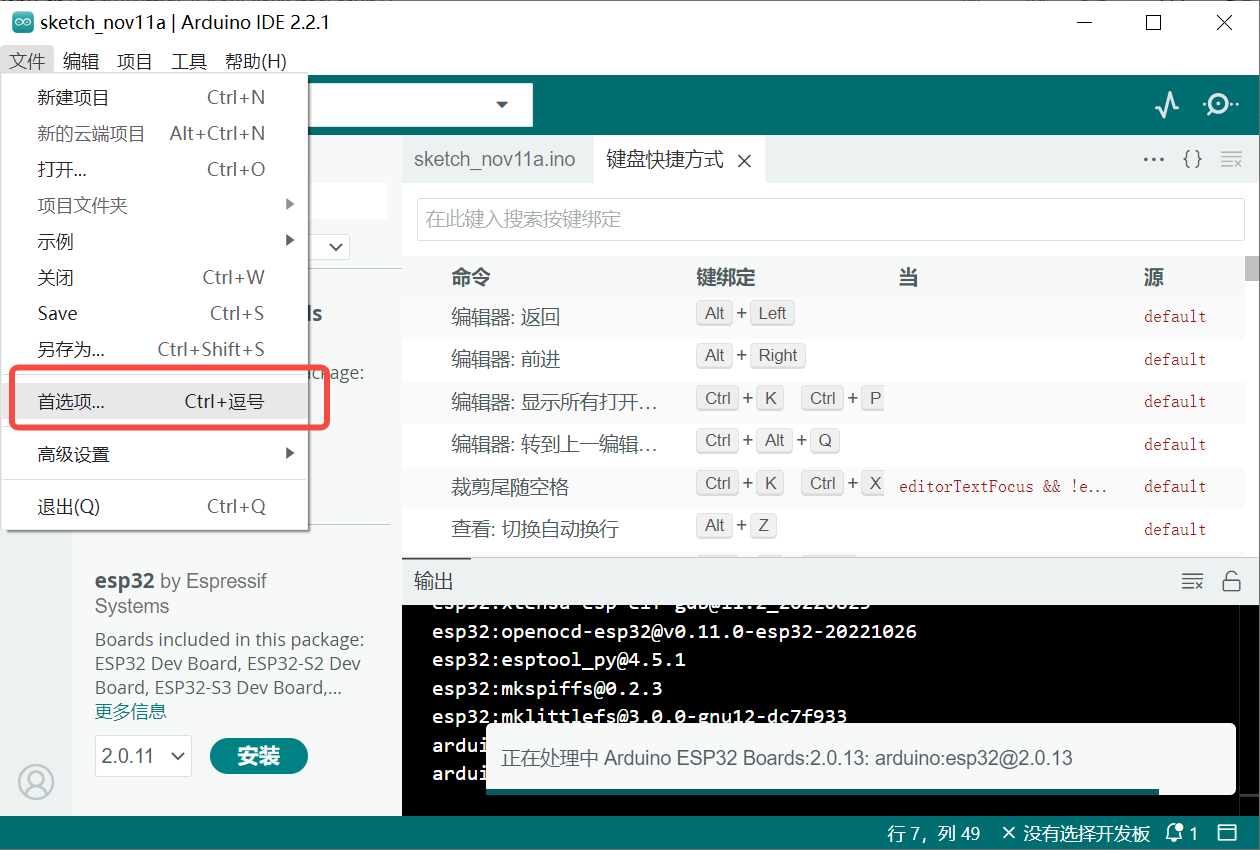 sketch_nov11a | Arduino IDE 2.2.1
文件 编辑 项目 工具 帮助(H)
新建项目 Ctrl+N
新的云端项目 Alt+Ctrl+N
打开... Ctrl+O
项目文件夹
示例
关闭 Ctrl+W
Save Ctrl+S
另存为... Ctrl+Shift+S
首选项... Ctrl+逗号
高级设置
退出(Q) Ctrl+Q
ds
ckage:
esp32 by Espressif
Systems
Boards included in this package:
ESP32 Dev Board, ESP32-S2 Dev
Board, ESP32-S3 Dev Board,...
更多信息
2.0.11 安装
sketch_nov11a.ino 键盘快捷方式
在此键入搜索按键绑定
命令 键绑定 当 源
编辑器: 返回 Alt + Left default
编辑器: 前进 Alt + Right default
编辑器: 显示所有打开... Ctrl + K Ctrl + P default
编辑器: 转到上一编辑... Ctrl + Alt + Q default
裁剪尾随空格 Ctrl + K Ctrl + X editorTextFocus && !e... default
查看: 切换自动换行 Alt + Z default
输出
esp32:xtensa-esp-elf-gdb@11.2_20220823
esp32:openocd-esp32@v0.11.0-esp32-20221026
esp32:esptool_py@4.5.1
esp32:mkspiffs@0.2.3
esp32:mklittlefs@3.0.0-gnu12-dc7f933
ardui
ardui
正在处理中 Arduino ESP32 Boards:2.0.13: arduino:esp32@2.0.13
行 7，列 49 没有选择开发板 1